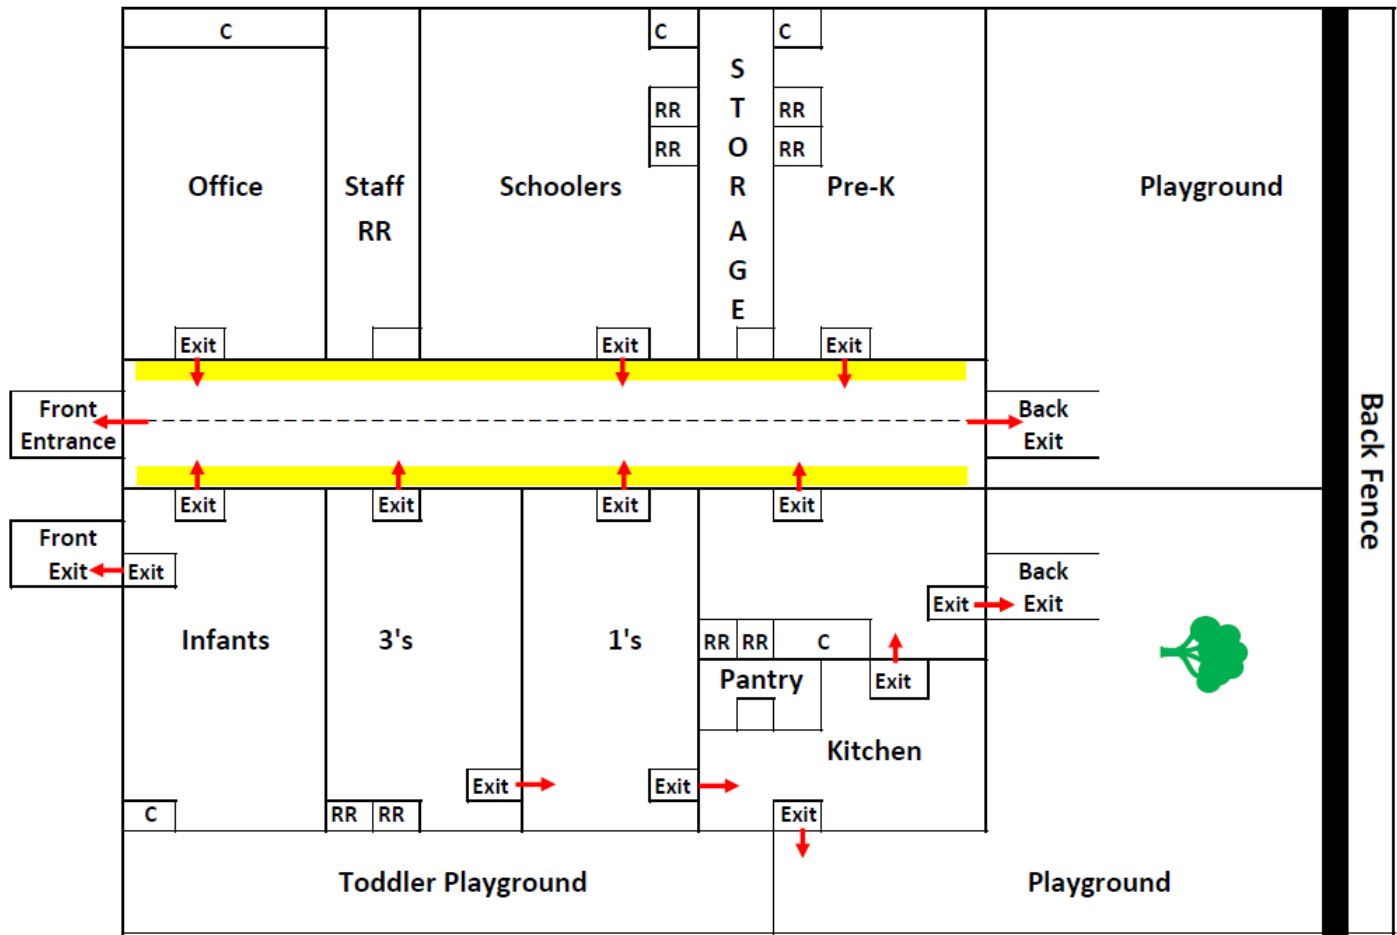 C
C
C
S
T
O
R
A
G
E
RR
RR
RR
RR
Office
Staff
RR
Schoolers
Pre-K
Playground
Exit
Exit
Exit
Front
Entrance
Back
Exit
Back Fence
Exit
Exit
Exit
Exit
Front
Exit
Exit
Back
Exit
Exit
Infants
3's
1's
RR
RR
C
Pantry
Exit
Kitchen
Exit
Exit
C
RR
RR
Exit
Toddler Playground
Playground